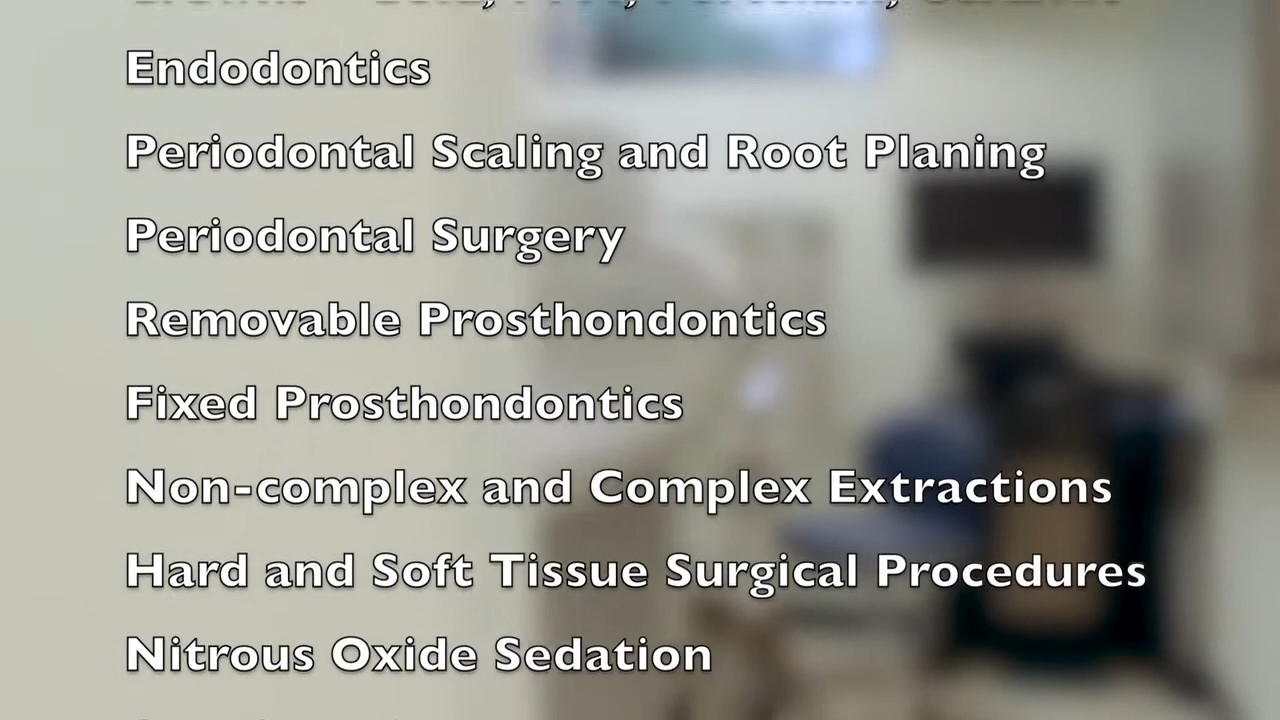 Endodontics
Periodontal Scaling and Root Planing
Periodontal Surgery
Removable Prosthondontics
Fixed Prosthondontics
Non-complex and Complex Extractions
Hard and Soft Tissue Surgical Procedures
Nitrous Oxide Sedation